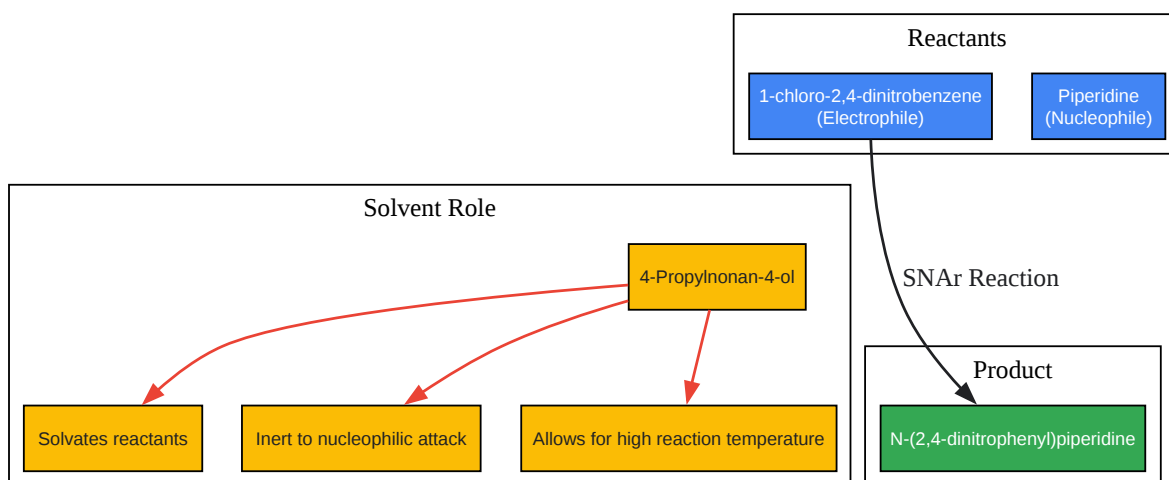 Reactants
1-chloro-2,4-dinitrobenzene
(Electrophile)
Piperidine
(Nucleophile)
Solvent Role
4-Propylnonan-4-ol
SNAr Reaction
Product
Solvates reactants
Inert to nucleophilic attack
Allows for high reaction temperature
N-(2,4-dinitrophenyl)piperidine